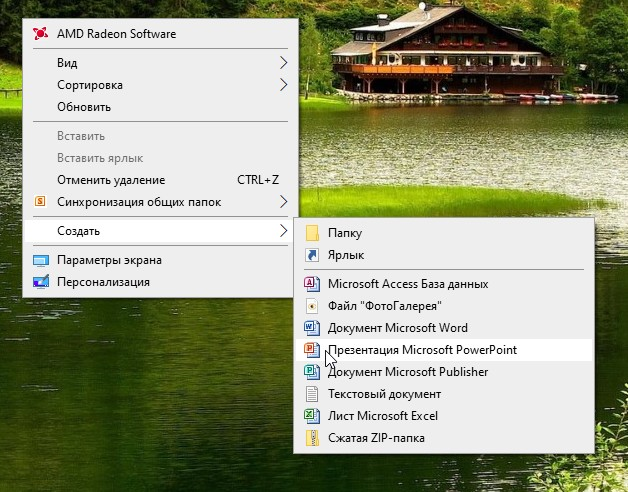 AMD Radeon Software
Вид
Сортировка
Обновить
Вставить
Вставить ярлык
Отменить удаление CTRL+Z
Синхронизация общих папок
Создать
Параметры экрана
Персонализация
Папку
Ярлык
Microsoft Access База данных
Файл "ФотоГалерея"
Документ Microsoft Word
Презентация Microsoft PowerPoint
Документ Microsoft Publisher
Текстовый документ
Лист Microsoft Excel
Сжатая ZIP-папка